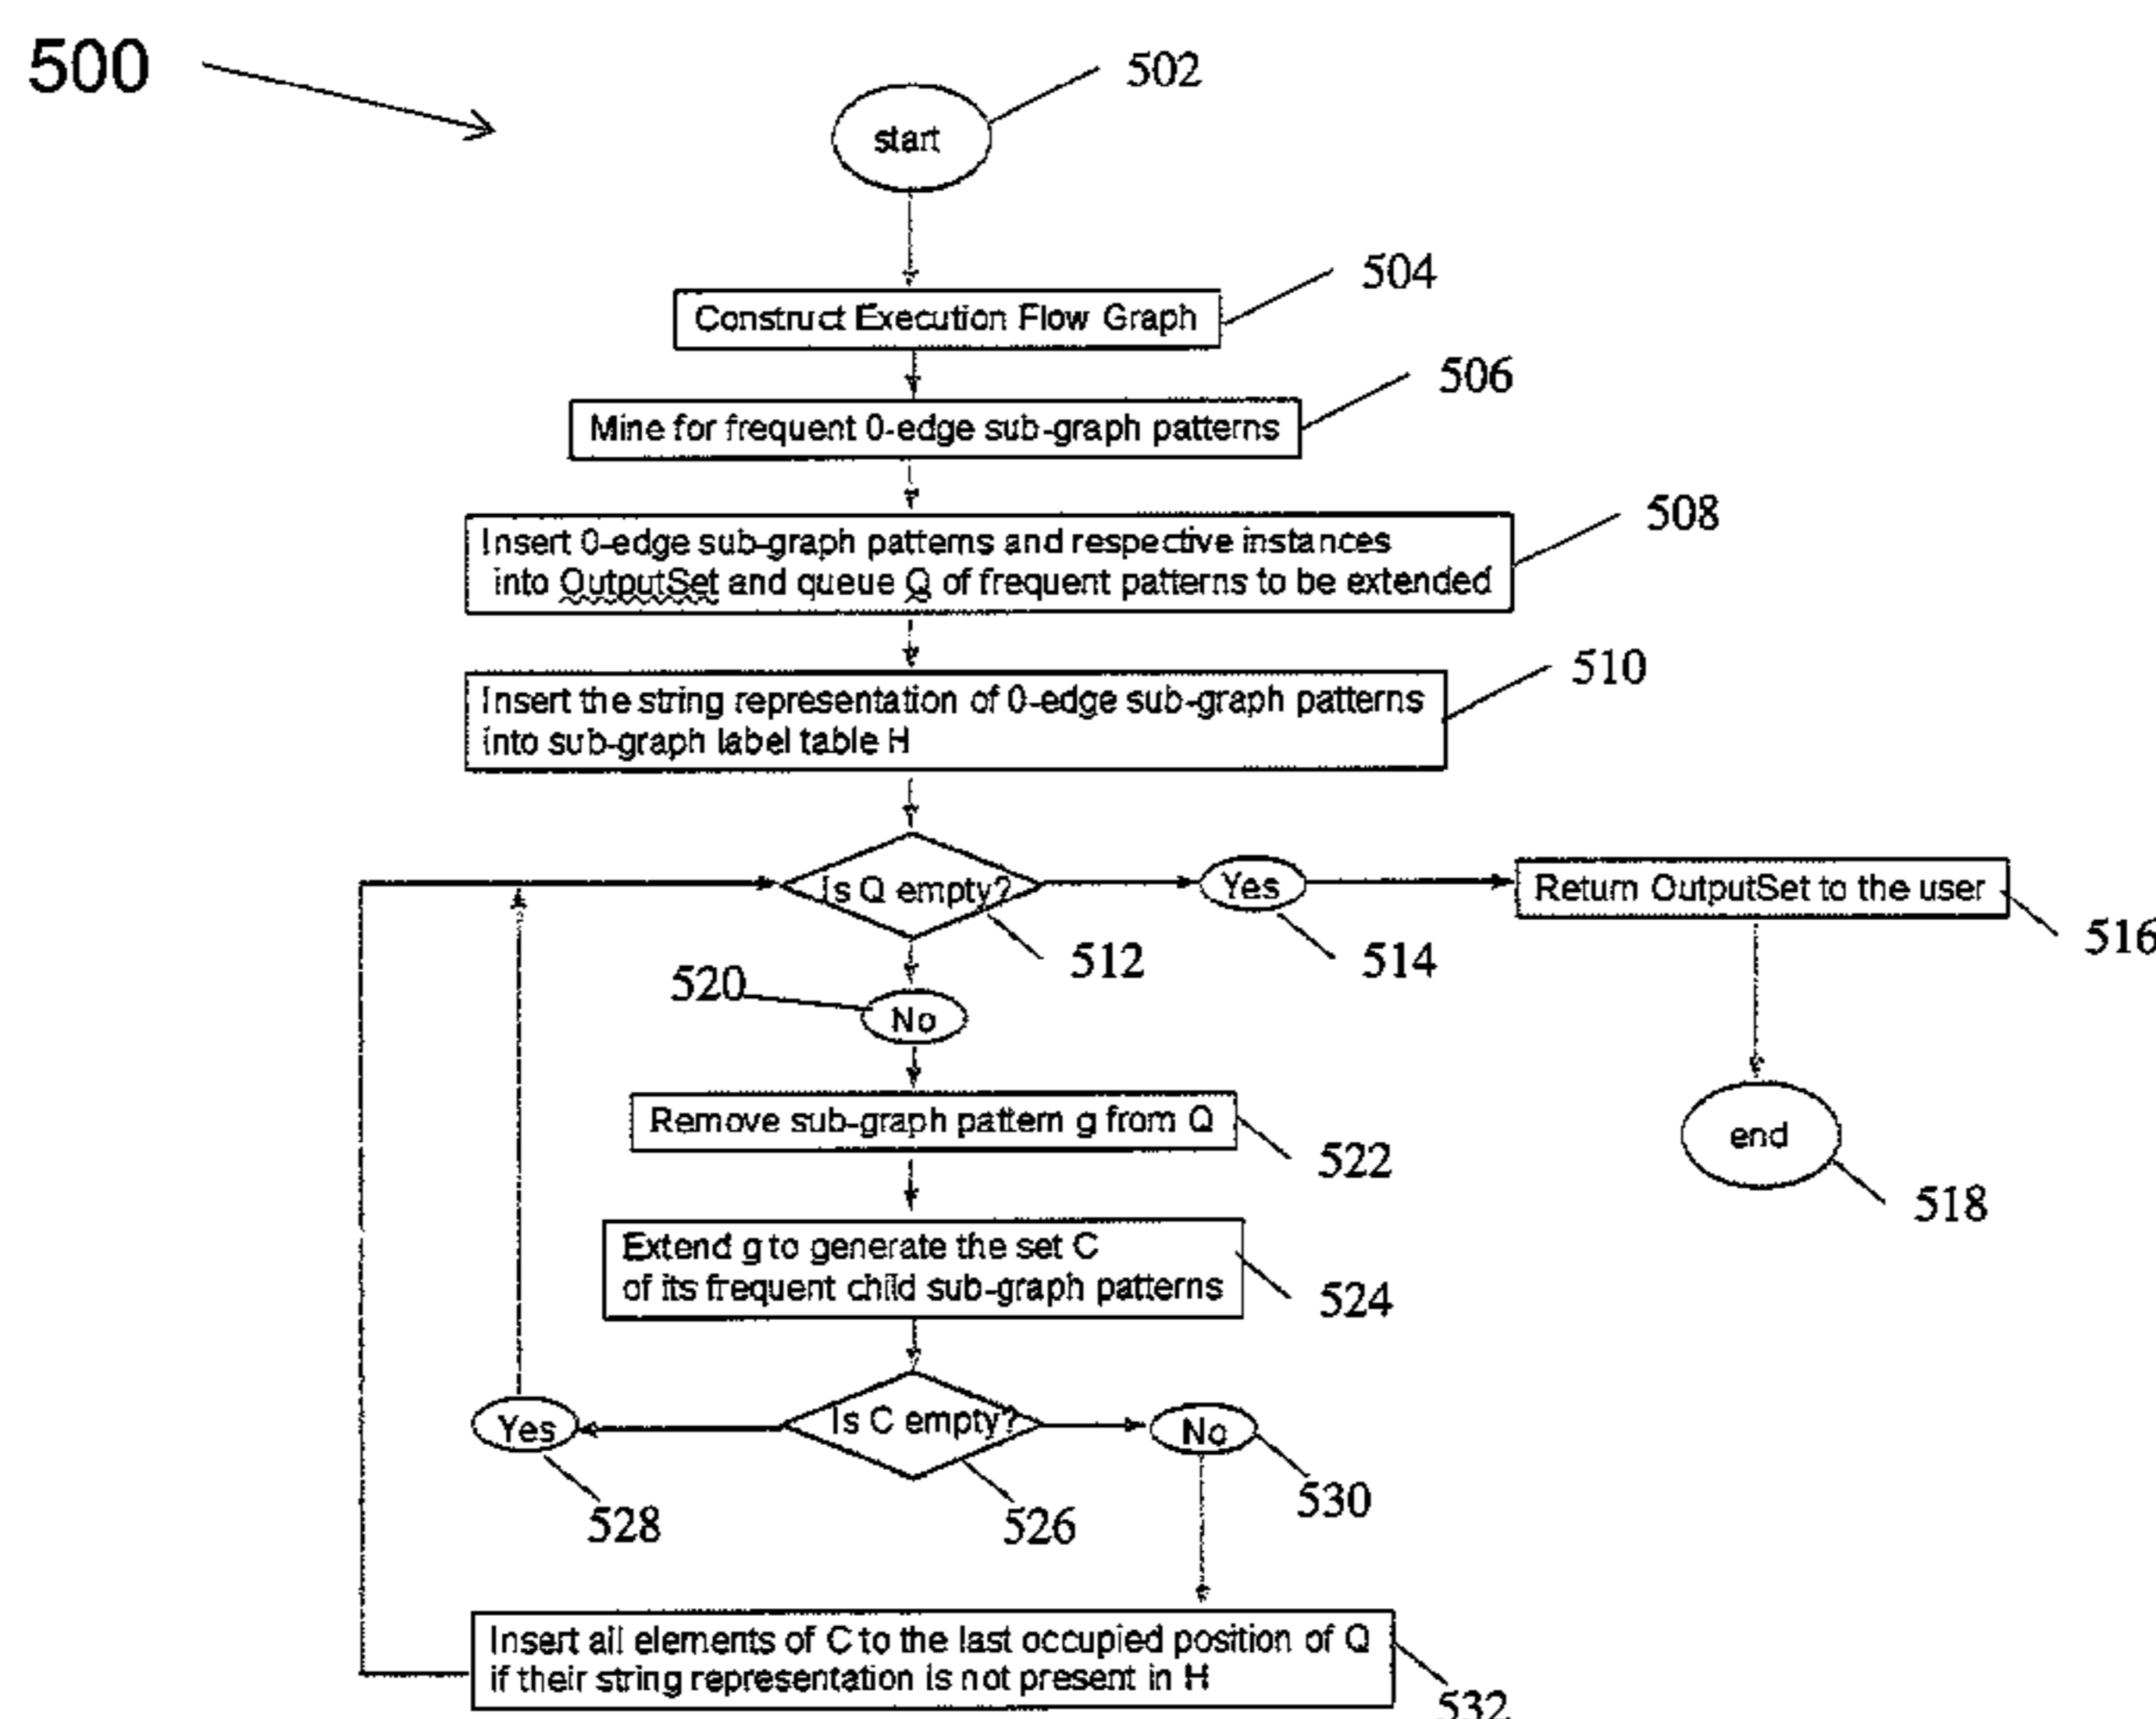 500
502
start
504
Construct Execution Flow Graph
506
Mine for frequent 0-edge sub-graph patterns
508
Insert 0-edge sub-graph patterns and respective instances
into OutputSet and queue Q of frequent patterns to be extended
510
Insert the string representation of 0-edge sub-graph patterns
into sub-graph label table H
Is Q empty?
Yes
Return OutputSet to the user
512
514
516
520
No
Remove sub-graph pattern g from Q
522
end
518
Extend g to generate the set C
of its frequent child sub-graph patterns
524
Yes
Is C empty?
No
528
526
530
Insert all elements of C to the last occupied position of Q
if their string representation is not present in H
532